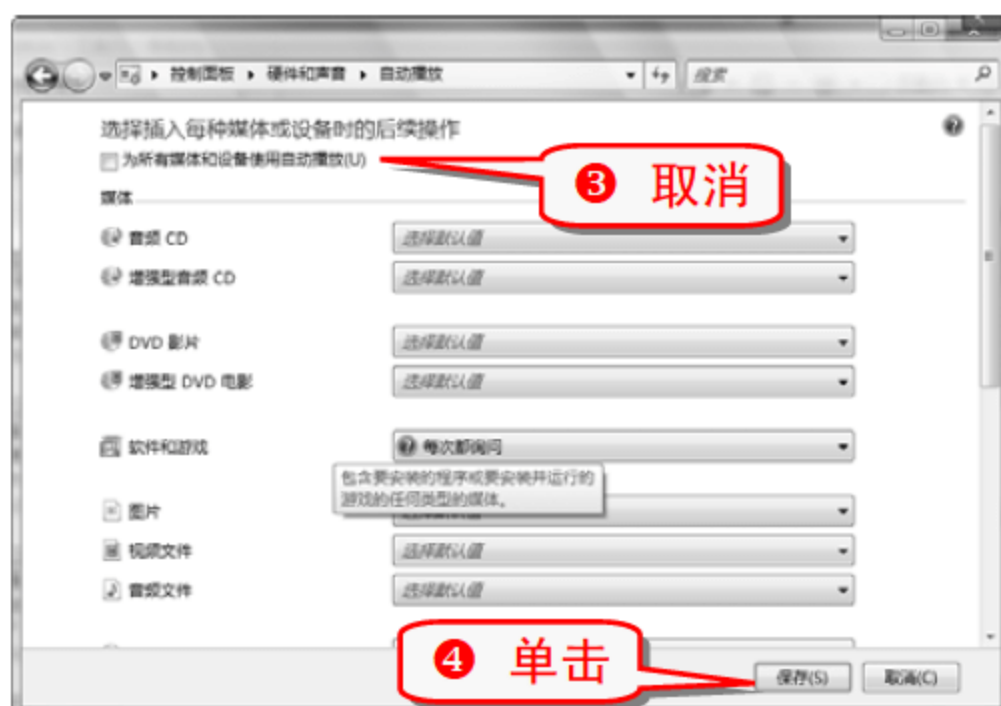 控制面板 ▸ 硬件和声音 ▸ 自动播放
搜索
选择插入每种媒体或设备时的后续操作
为所有媒体和设备使用自动播放(U)
❸ 取消
媒体
音频 CD 选择默认值
增强型音频 CD 选择默认值
DVD 影片 选择默认值
增强型 DVD 电影 选择默认值
软件和游戏 每次都询问
包含要安装的程序或要安装并运行的
游戏的任何类型的媒体。
图片
视频文件 选择默认值
音频文件 选择默认值
❹ 单击
保存(S) 取消(C)